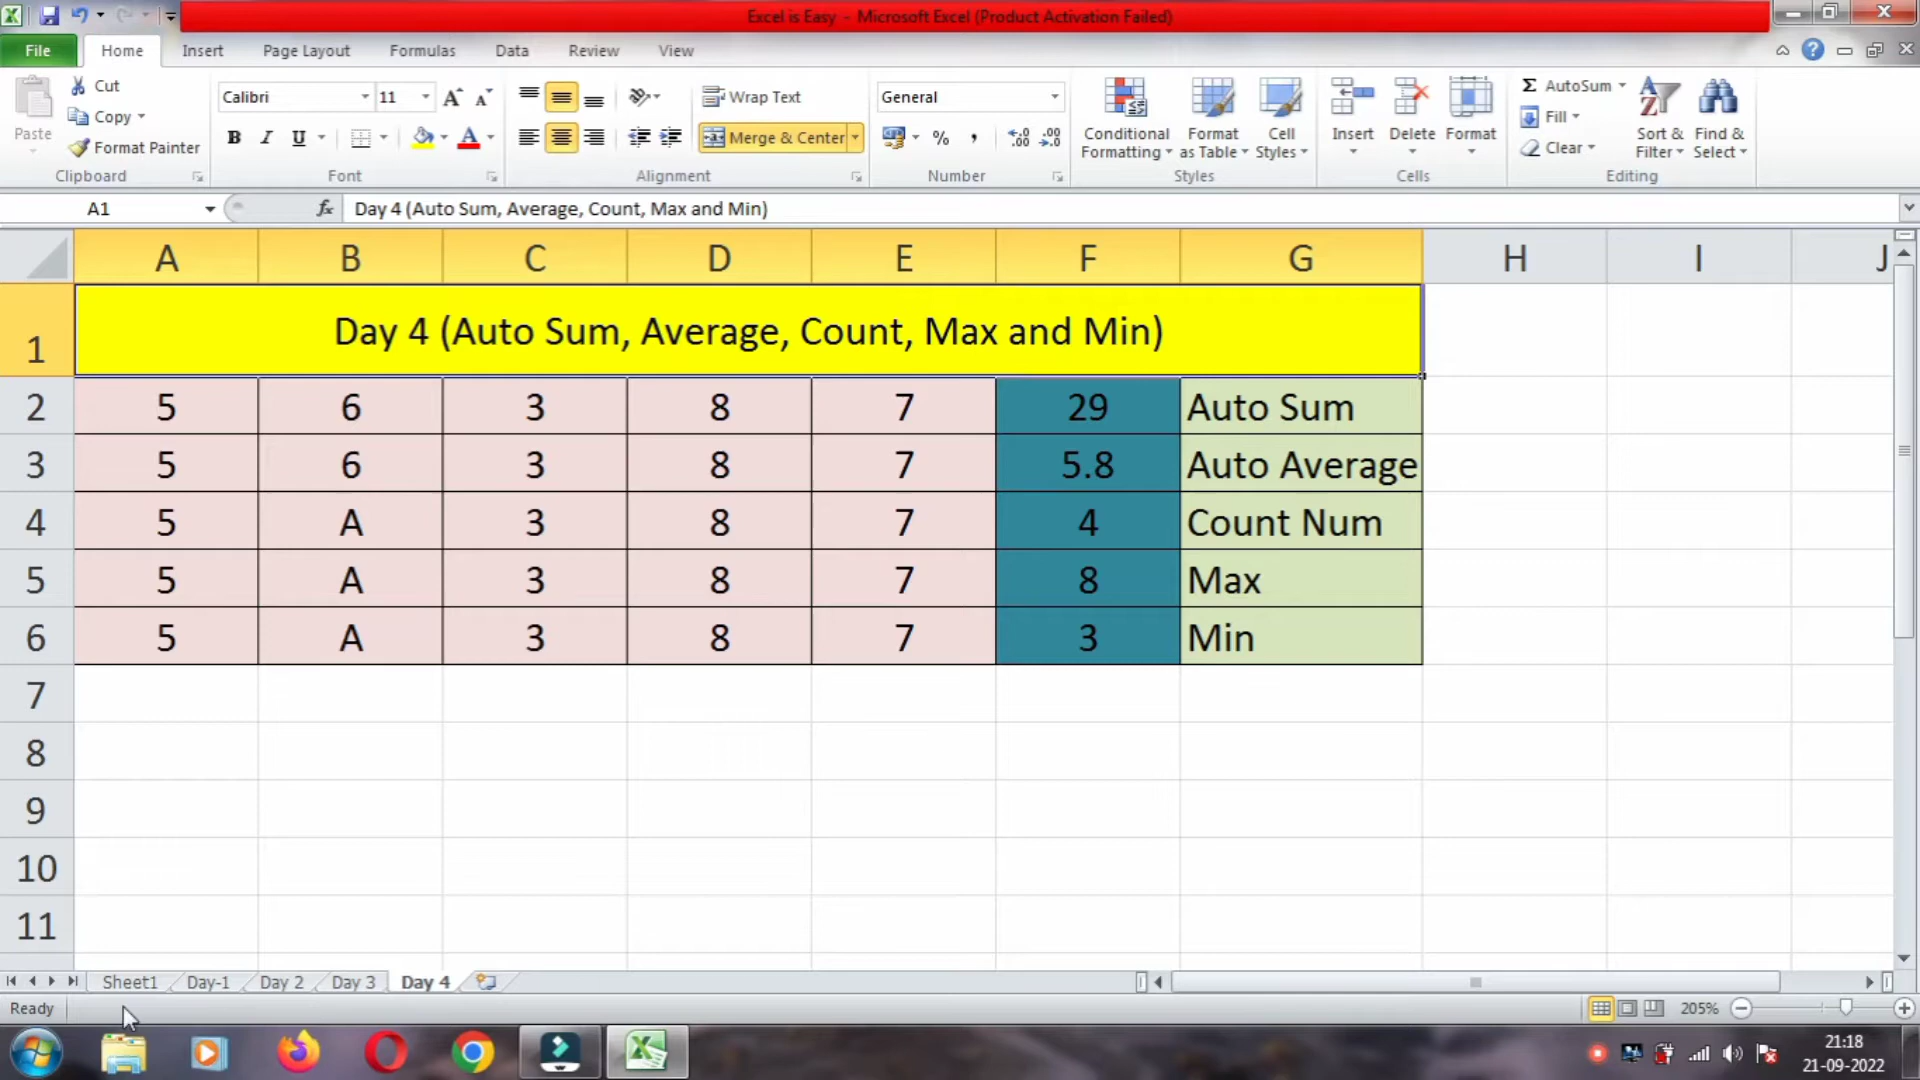 Excel is Easy - Microsoft Excel (Product Activation Failed)
File Home Insert Page Layout Formulas Data Review View
Paste Cut Copy Format Painter Clipboard
Calibri 11 B I U Font
Wrap Text Merge & Center Alignment
General % , Number
Conditional Formatting Format as Table Cell Styles Styles
Insert Delete Format Cells
Σ AutoSum Fill Clear Sort & Filter Find & Select Editing
A1 fx Day 4 (Auto Sum, Average, Count, Max and Min)
A B C D E F G H I J
1 Day 4 (Auto Sum, Average, Count, Max and Min)
2 5 6 3 8 7 29 Auto Sum
3 5 6 3 8 7 5.8 Auto Average
4 5 A 3 8 7 4 Count Num
5 5 A 3 8 7 8 Max
6 5 A 3 8 7 3 Min
7
8
9
10
11
Sheet1 Day-1 Day 2 Day 3 Day 4
Ready 205%
21:18
21-09-2022